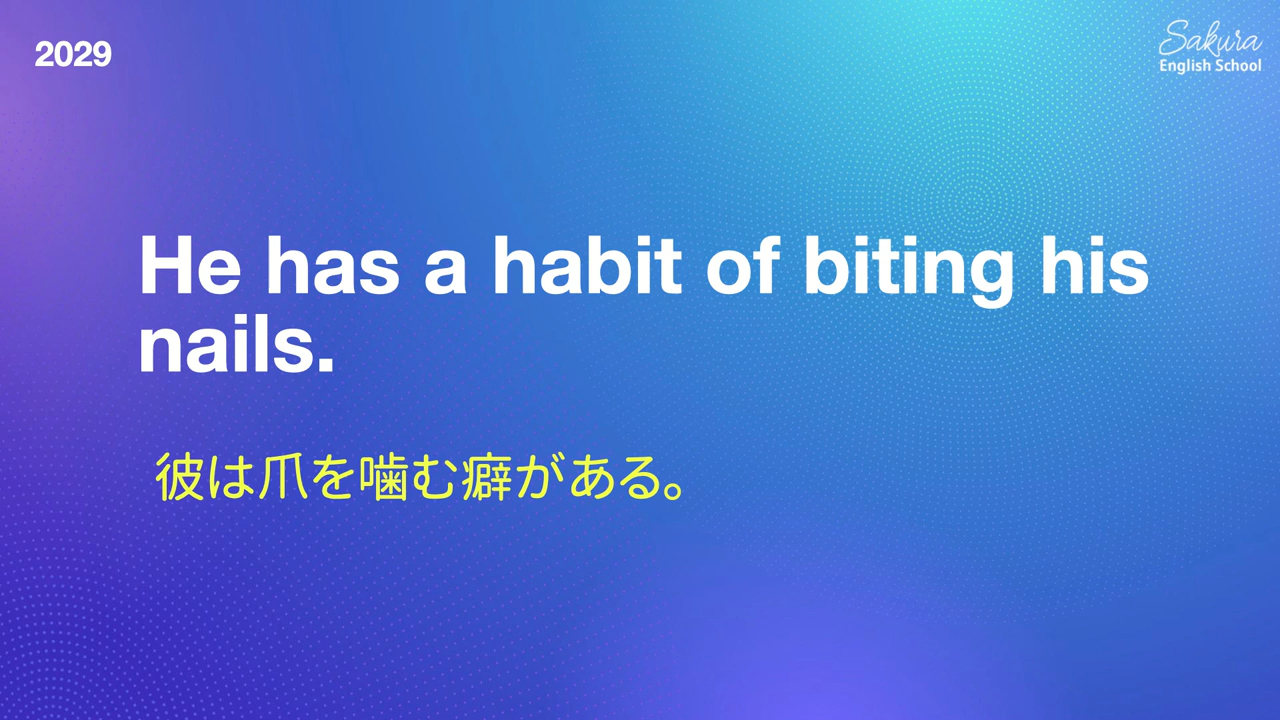 2029
Sakura
English School
He has a habit of biting his
nails.
彼は爪を噛む癖がある。